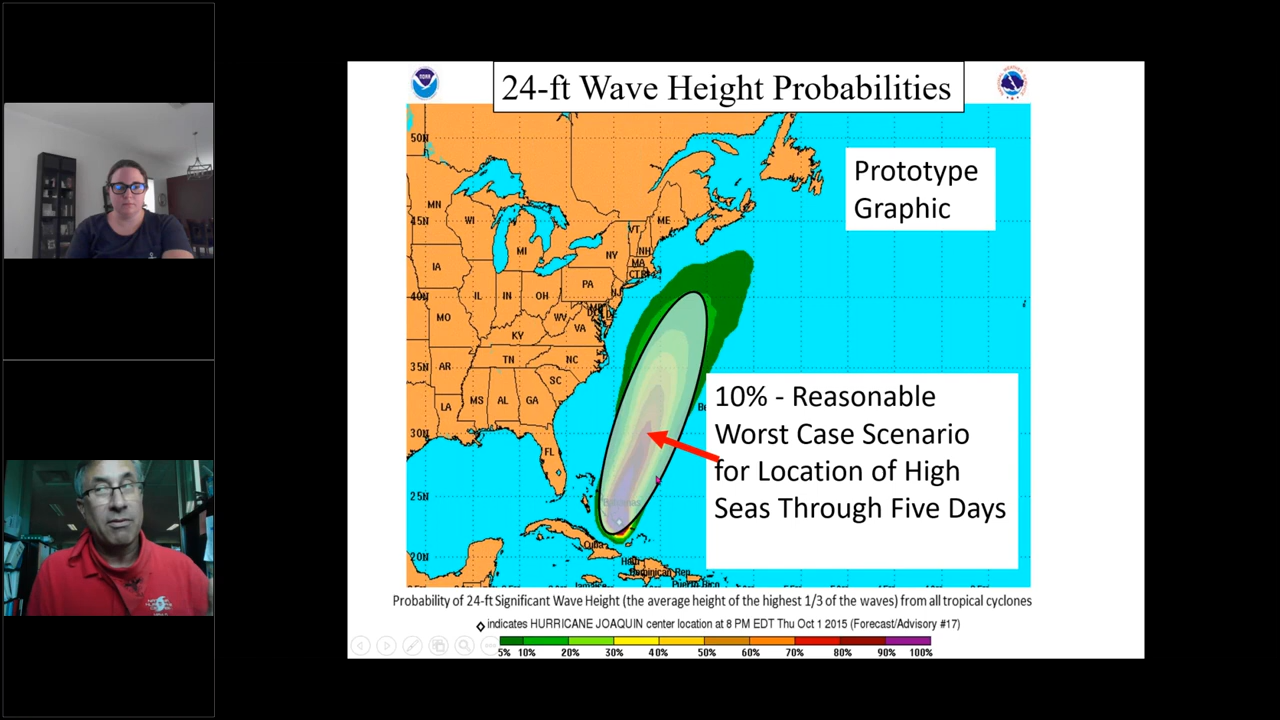 NOAA
24-ft Wave Height Probabilities
Prototype
Graphic
50N
45N
40N
35N
30N
25N
20N
MN
WI
MI
IA
IL
IN
OH
PA
NY
VT
NH
ME
MA
CT
MO
KY
WV
VA
TN
NC
AR
SC
LA
MS
AL
GA
FL
Cuba
Haiti
Dominican Rep
Jamaica
Puerto Rico
10% - Reasonable
Worst Case Scenario
for Location of High
Seas Through Five Days
Probability of 24-ft Significant Wave Height (the average height of the highest 1/3 of the waves) from all tropical cyclones
indicates HURRICANE JOAQUIN center location at 8 PM EDT Thu Oct 1 2015 (Forecast/Advisory #17)
5% 10% 20% 30% 40% 50% 60% 70% 80% 90% 100%